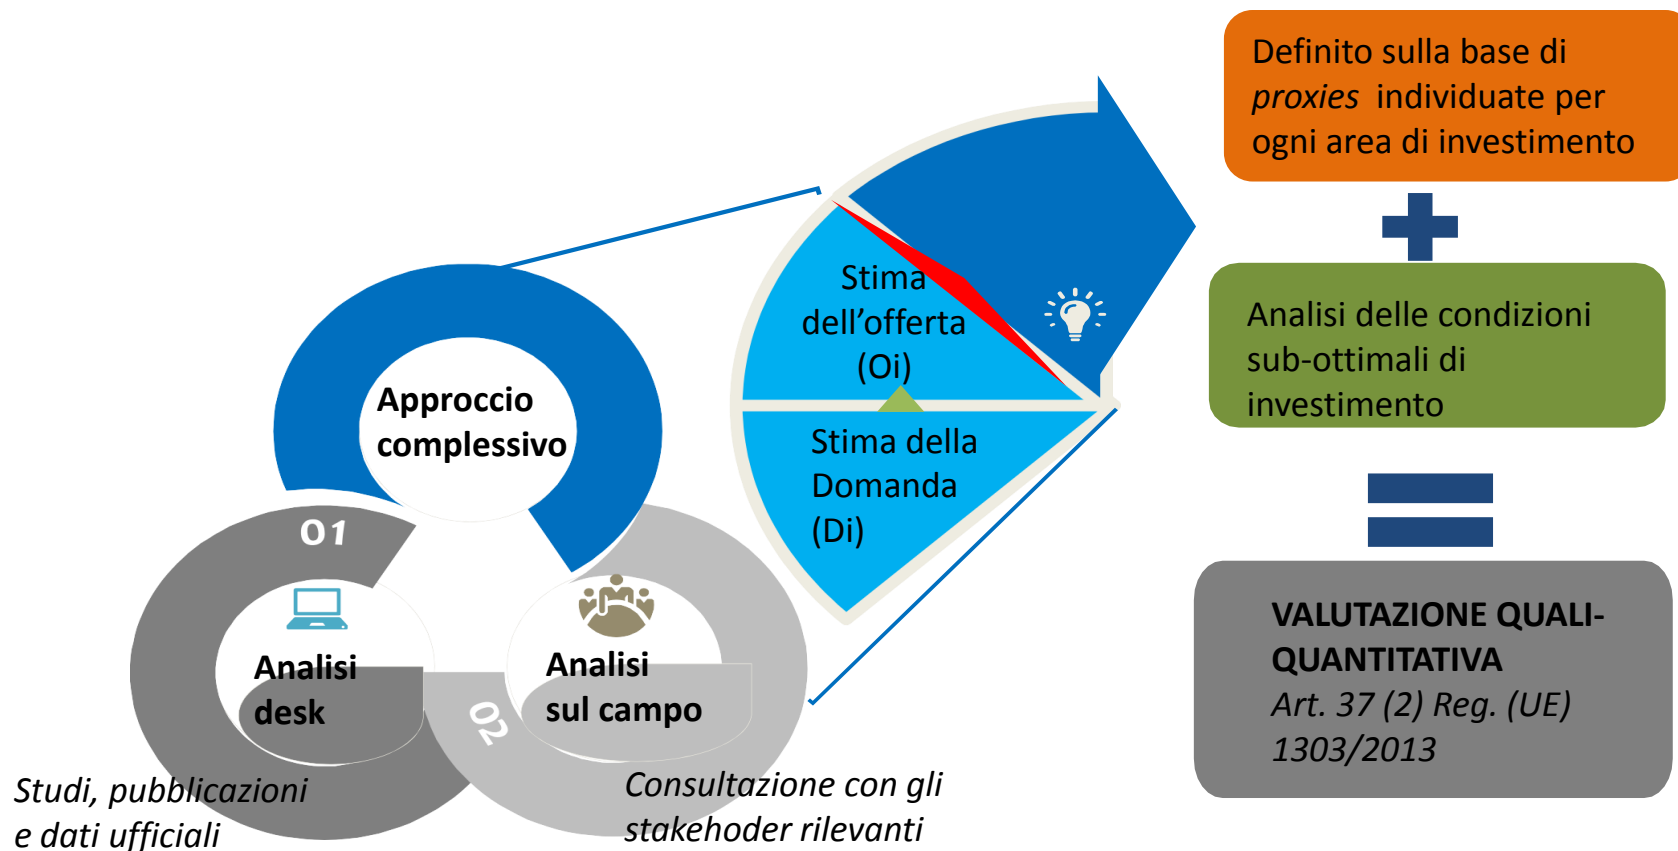 Definito sulla base di
proxies individuate per
ogni area di investimento
Stima
dell'offerta
(Oi)
Analisi delle condizioni
sub-ottimali di
investimento
Approccio
complessivo
Stima della
Domanda
(Di)
01
Analisi
desk
02
Analisi
sul campo
VALUTAZIONE QUALI-
QUANTITATIVA
Art. 37 (2) Reg. (UE)
1303/2013
Studi, pubblicazioni
e dati ufficiali
Consultazione con gli
stakehoder rilevanti